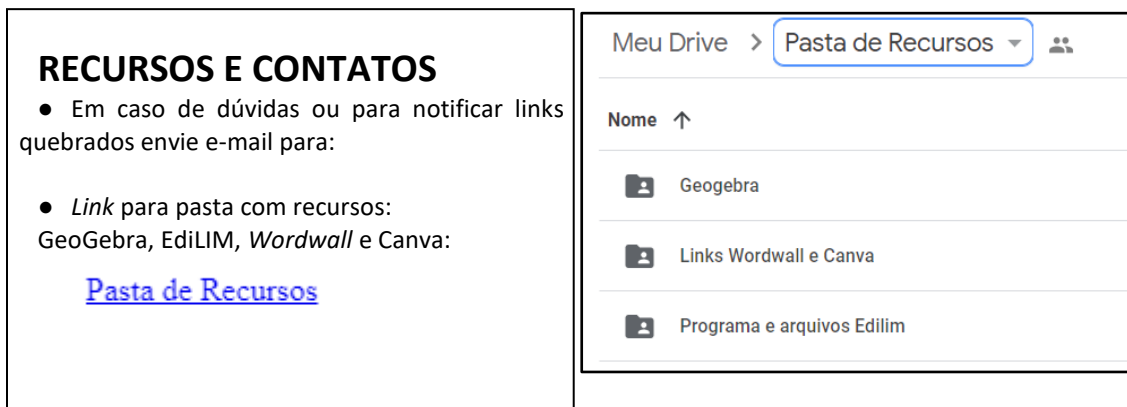 RECURSOS E CONTATOS
● Em caso de dúvidas ou para notificar links
quebrados envie e-mail para:
● Link para pasta com recursos:
GeoGebra, EdiLIM, Wordwall e Canva:
Pasta de Recursos
Meu Drive > Pasta de Recursos
Nome ↑
Geogebra
Links Wordwall e Canva
Programa e arquivos Edilim